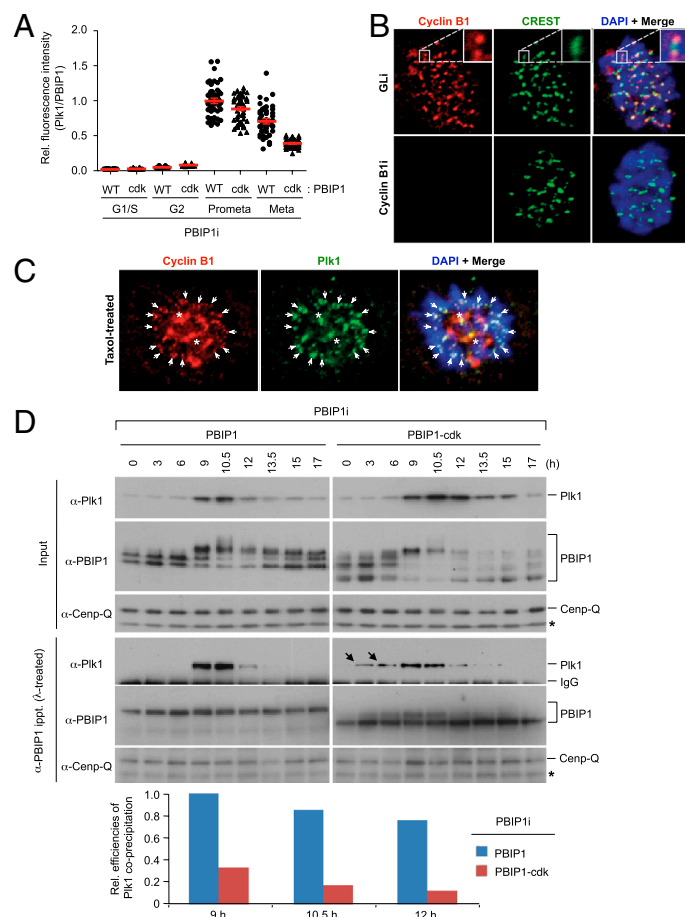 A
Rel. fluorescence intensity
(Plk1/PBIP1)
2.0
1.5
1.0
0.5
0
WT cdk WT cdk WT cdk WT cdk : PBIP1
G1/S G2 Prometa Meta
PBIP1i
B
Cyclin B1 CREST DAPI + Merge
GLi
Cyclin B1i
C
Cyclin B1 Plk1 DAPI + Merge
Taxol-treated
* * * * * *
D
PBIP1i
PBIP1 PBIP1-cdk
0 3 6 9 10.5 12 13.5 15 17 0 3 6 9 10.5 12 13.5 15 17 (h)
Input
α-Plk1 Plk1
α-PBIP1 PBIP1
α-Cenp-Q Cenp-Q
*
α-PBIP1 ippt. (λ-treated)
α-Plk1 Plk1
IgG
α-PBIP1 PBIP1
α-Cenp-Q Cenp-Q
*
Rel. efficiencies of
Plk1 co-precipitation
1.0
0.8
0.6
0.4
0.2
0
9 h 10.5 h 12 h
PBIP1i
PBIP1
PBIP1-cdk